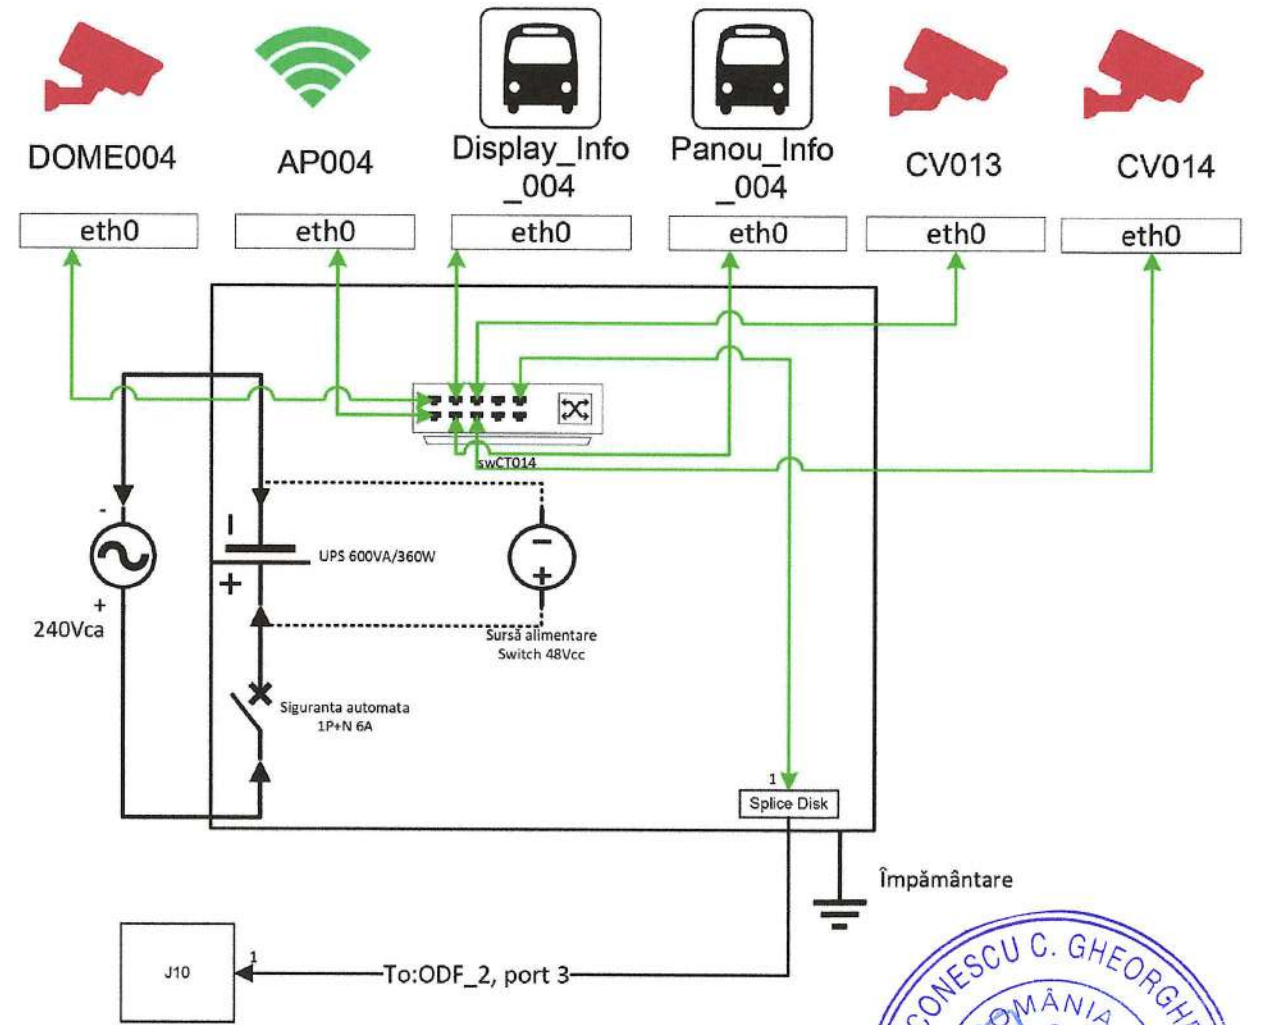 DOME004
AP004
Display_Info
_004
Panou_Info
_004
CV013
CV014
eth0
eth0
eth0
eth0
eth0
eth0
swCT014
-
+
240Vca
−
+
UPS 600VA/360W
−
+
Sursă alimentare
Switch 48Vcc
Siguranta automata
1P+N 6A
1
Splice Disk
Împământare
J10
1
To:ODF_2, port 3
CONESCU C. GHEORGHE
ROMÂNIA